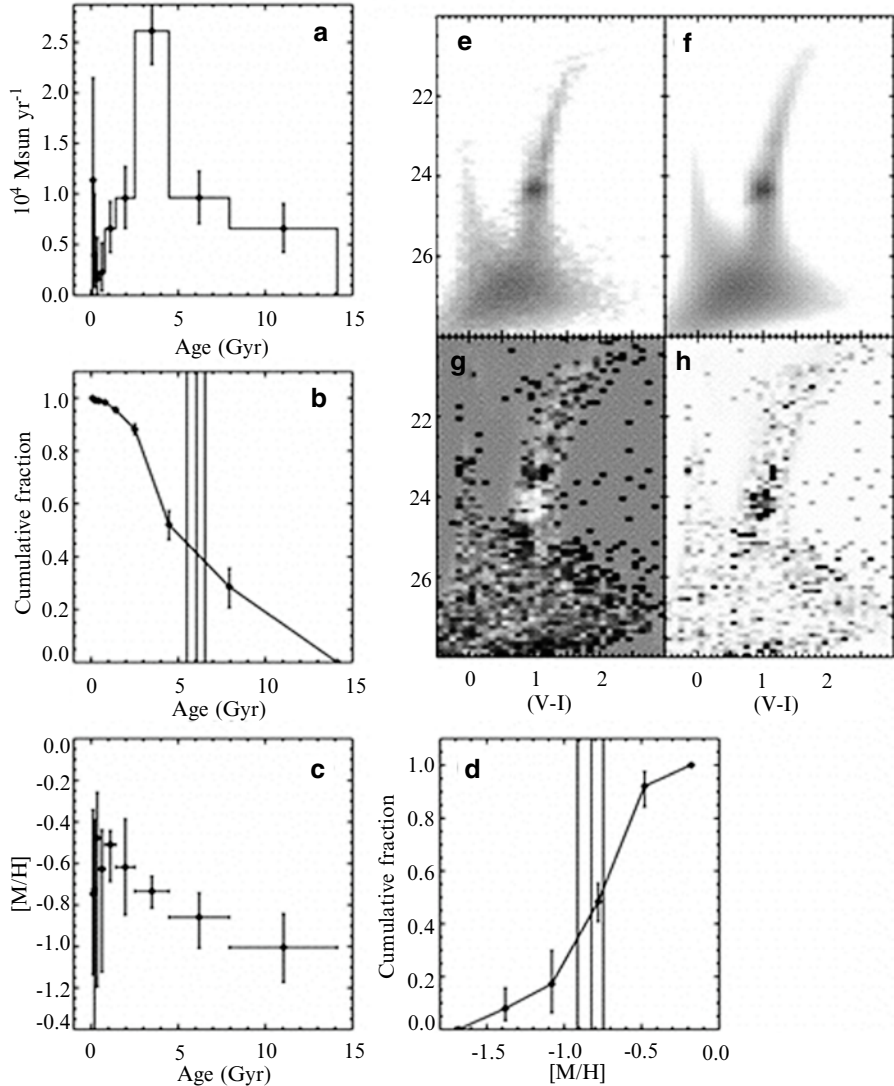 a
2.5
2.0
1.5
1.0
0.5
0.0
10⁴ Msun yr⁻¹
0 5 10 15
Age (Gyr)
b
1.0
0.8
0.6
0.4
0.2
0.0
Cumulative fraction
0 5 10 15
Age (Gyr)
c
0.0
-0.2
-0.4
-0.6
-0.8
-1.0
-1.2
-0.4
[M/H]
0 5 10 15
Age (Gyr)
e f
22
24
26
g h
22
24
26
0 1 2 0 1 2
(V-I) (V-I)
d
1.0
0.8
0.6
0.4
0.2
0.0
Cumulative fraction
-1.5 -1.0 -0.5 0.0
[M/H]